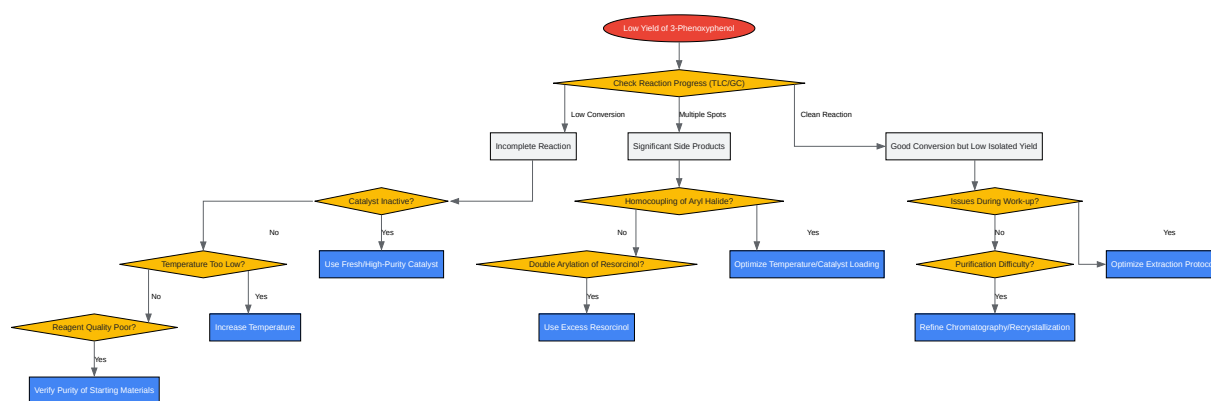 Low Yield of 3-Phenoxyphenol
Check Reaction Progress (TLC/GC)
Low Conversion
Multiple Spots
Clean Reaction
Incomplete Reaction
Significant Side Products
Good Conversion but Low Isolated Yield
Catalyst Inactive?
Homocoupling of Aryl Halide?
Issues During Work-up?
No
Yes
No
Yes
No
Yes
Temperature Too Low?
Use Fresh/High-Purity Catalyst
Double Arylation of Resorcinol?
Optimize Temperature/Catalyst Loading
Purification Difficulty?
Optimize Extraction Protoc
No
Yes
Yes
Yes
Reagent Quality Poor?
Increase Temperature
Use Excess Resorcinol
Refine Chromatography/Recrystallization
Yes
Verify Purity of Starting Materials